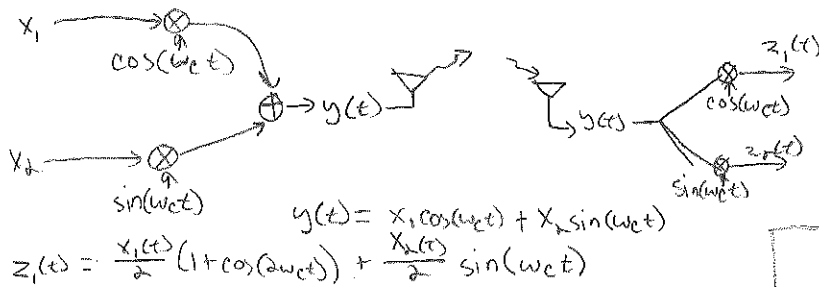 x₁
cos(ωct)
x₂
sin(ωct)
y(t)
y(t)
z₁(t)
cos(ωct)
z₂(t)
sin(ωct)
y(t) = x₁cos(ωct) + x₂sin(ωct)
z₁(t) = x₁(t)/2 (1+cos(2ωct)) + x₂(t)/2 sin(ωct)